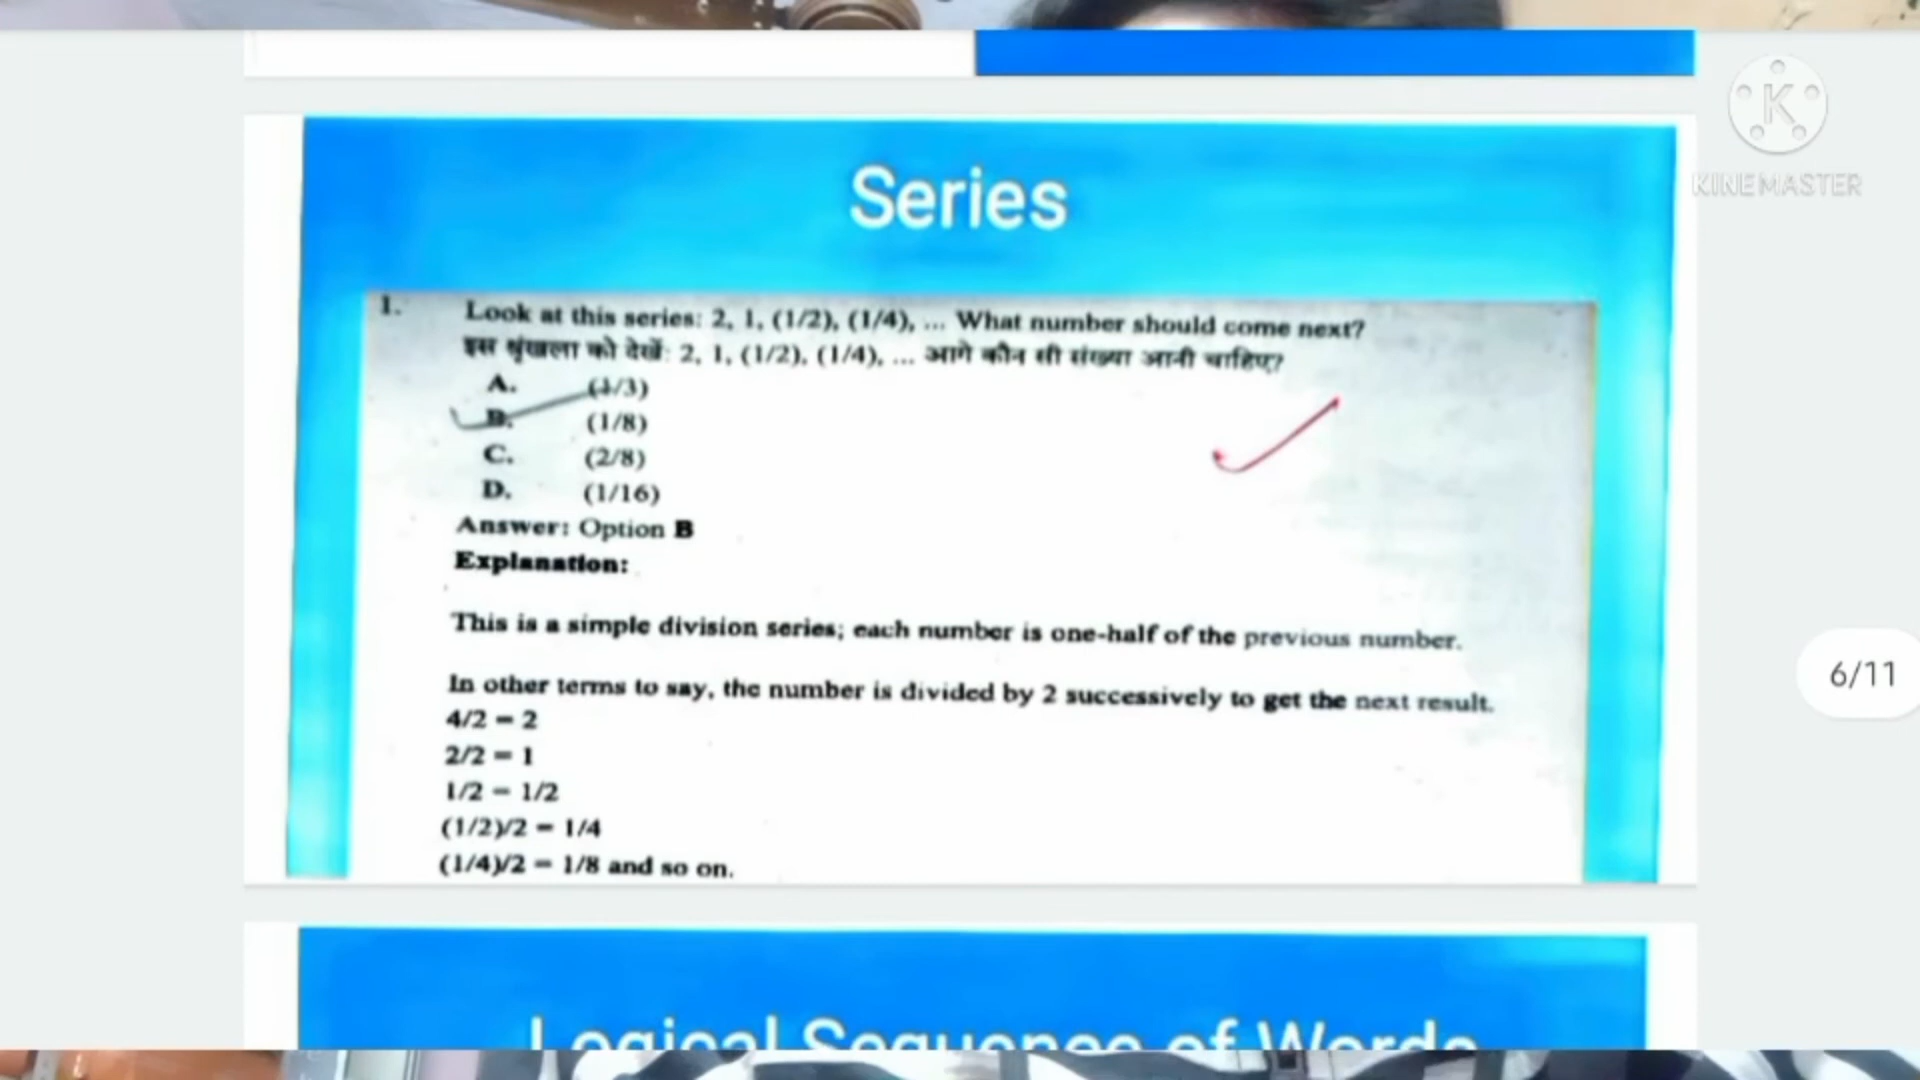 KINEMASTER
Series
1. Look at this series: 2, 1, (1/2), (1/4), ... What number should come next?
इस श्रृंखला को देखें: 2, 1, (1/2), (1/4), ... आगे कौन सी संख्या आनी चाहिए?
A. (1/3)
B. (1/8)
C. (2/8)
D. (1/16)
Answer: Option B
Explanation:
This is a simple division series; each number is one-half of the previous number.
In other terms to say, the number is divided by 2 successively to get the next result.
4/2 = 2
2/2 = 1
1/2 = 1/2
(1/2)/2 = 1/4
(1/4)/2 = 1/8 and so on.
6/11
Logical Sequence of Words